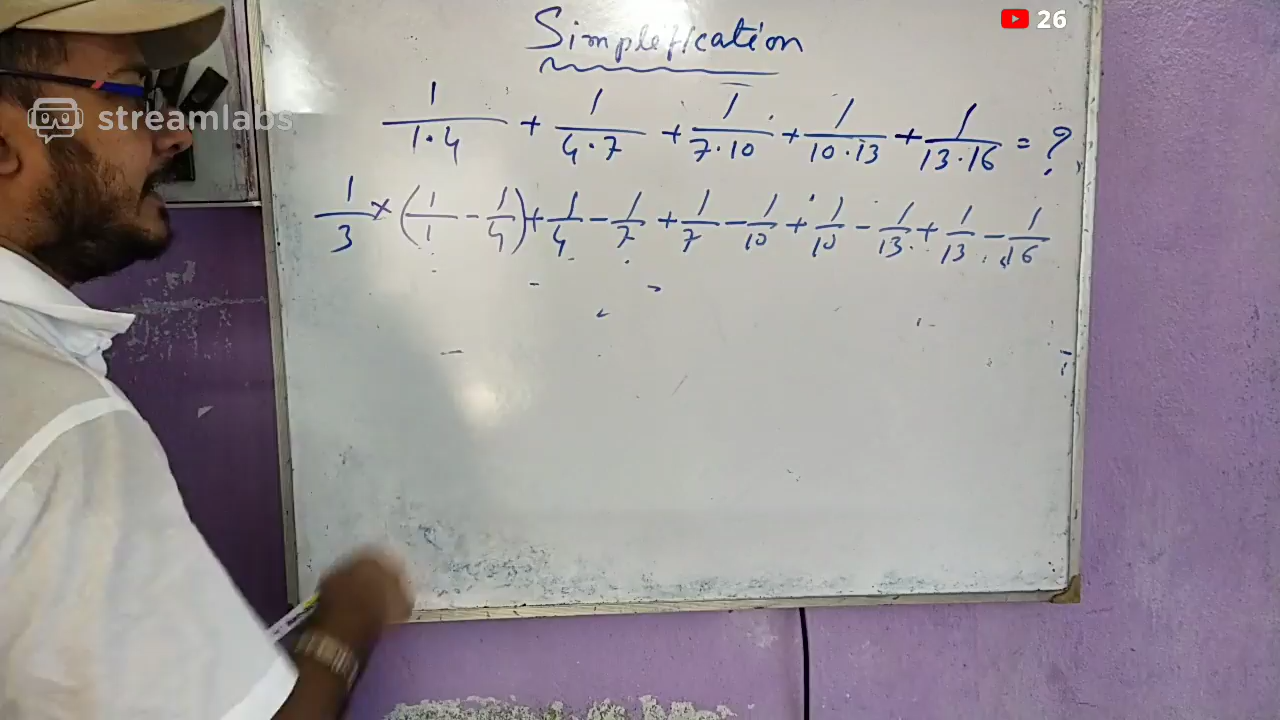 26
streamlabs
Simplification
1/1·4 + 1/4·7 + 1/7·10 + 1/10·13 + 1/13·16 = ?
1/3 × (1/1 - 1/4) + 1/4 - 1/7 + 1/7 - 1/10 + 1/10 - 1/13 + 1/13 - 1/16